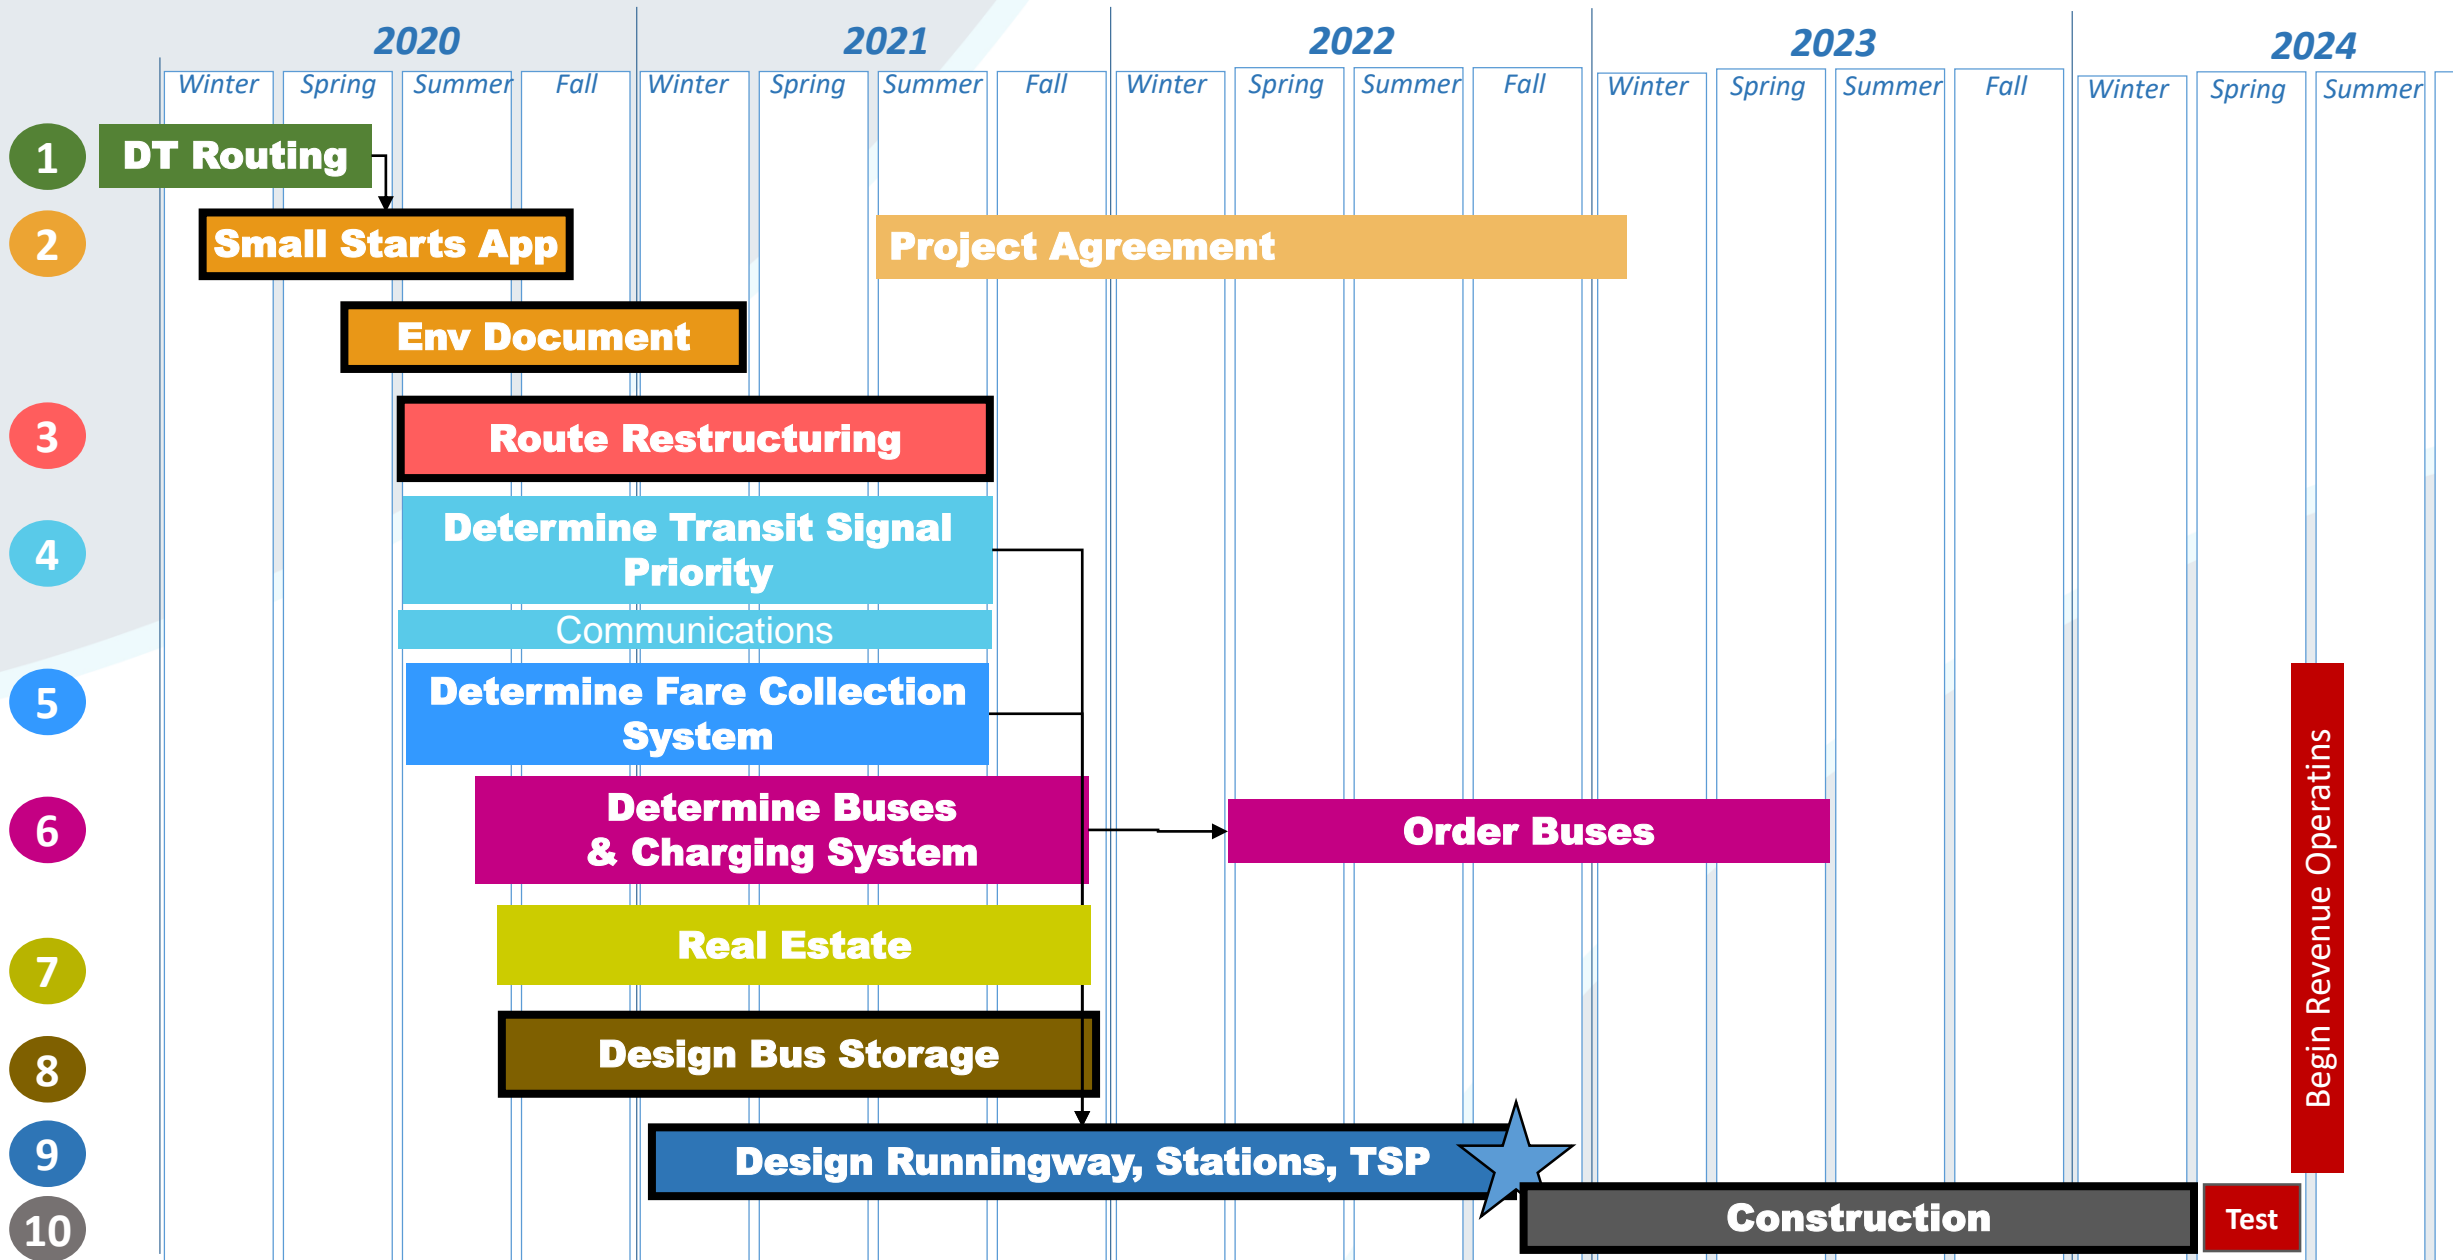 2020
2021
2022
2023
2024
Winter Spring Summer Fall Winter Spring Summer Fall Winter Spring Summer Fall Winter Spring Summer Fall Winter Spring Summer
1 DT Routing
2 Small Starts App Project Agreement
Env Document
3 Route Restructuring
4 Determine Transit Signal
Priority
Communications
5 Determine Fare Collection
System
6 Determine Buses
& Charging System
Order Buses
7 Real Estate
8 Design Bus Storage
9 Design Runningway, Stations, TSP
10 Construction Test
Begin Revenue Operatins